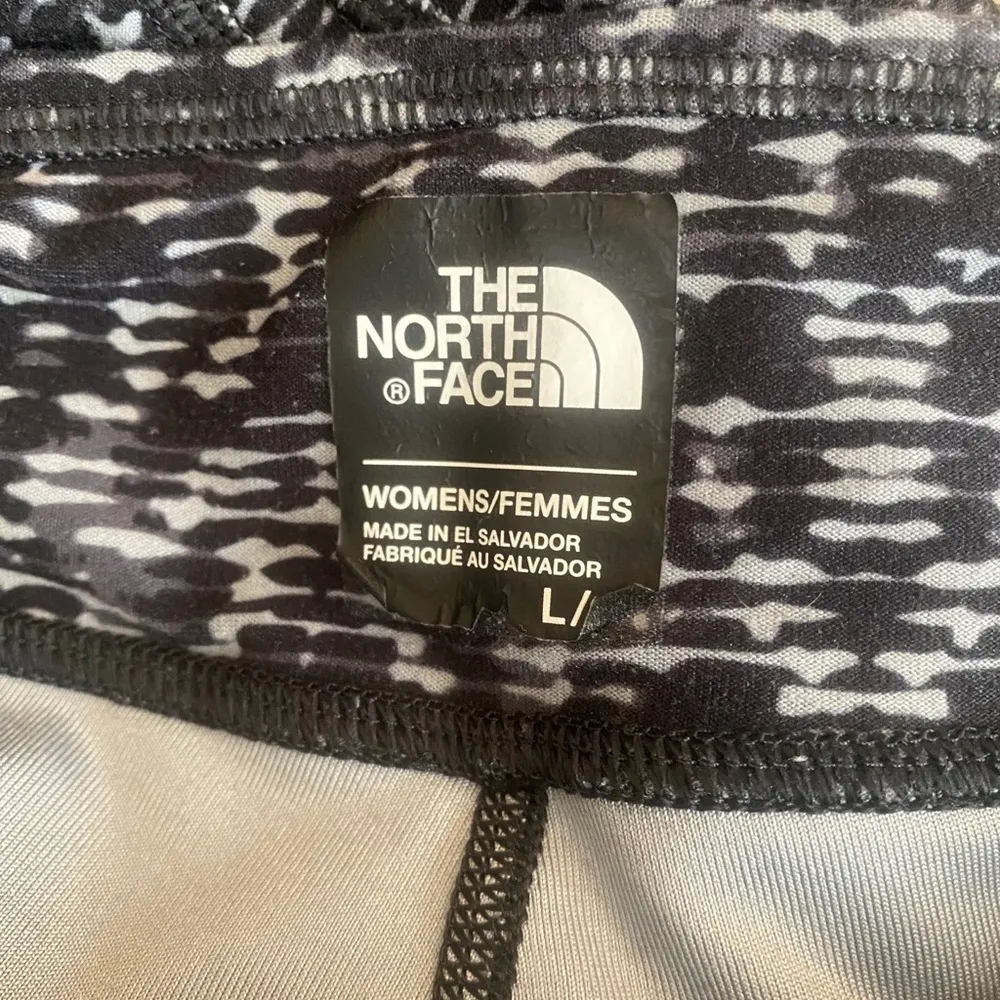 THE
NORTH
® FACE
WOMENS/FEMMES
MADE IN EL SALVADOR
FABRIQUÉ AU SALVADOR
L/